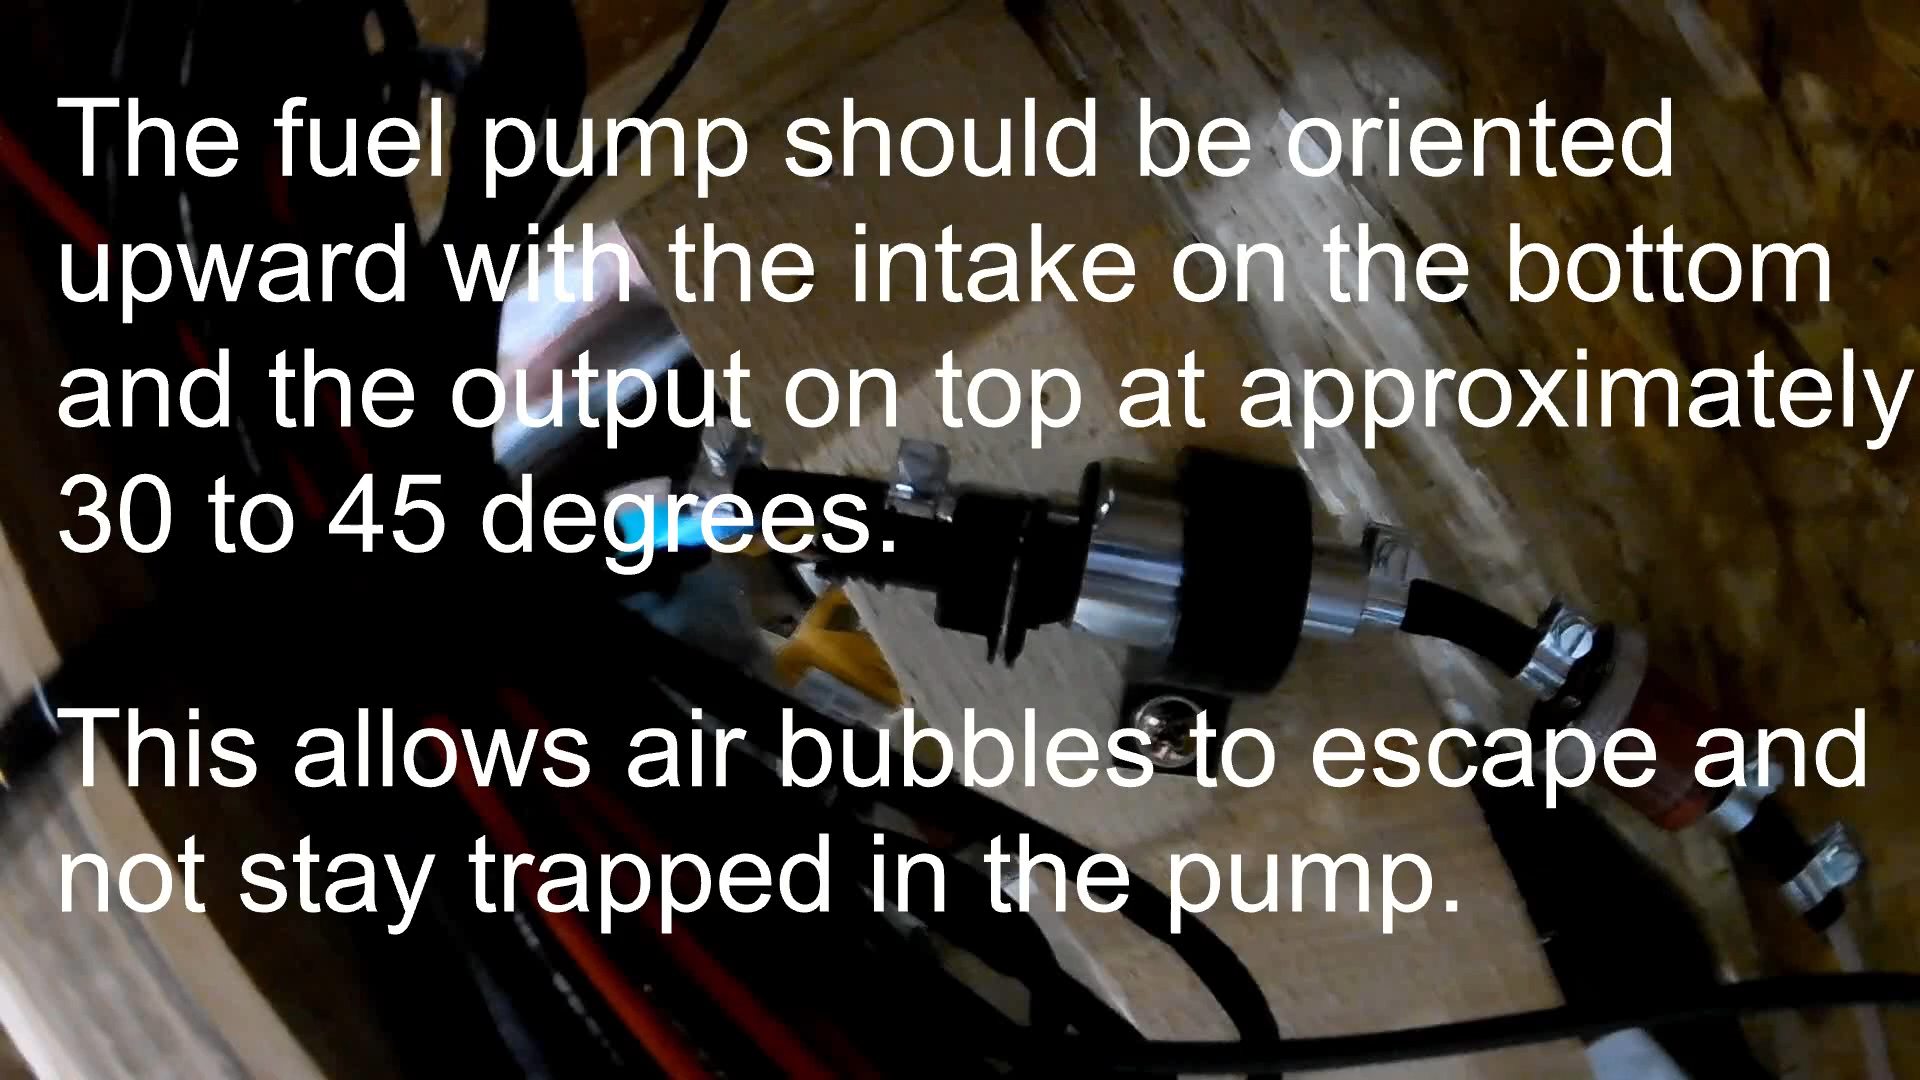 The fuel pump should be oriented
upward with the intake on the bottom
and the output on top at approximately
30 to 45 degrees.
This allows air bubbles to escape and
not stay trapped in the pump.